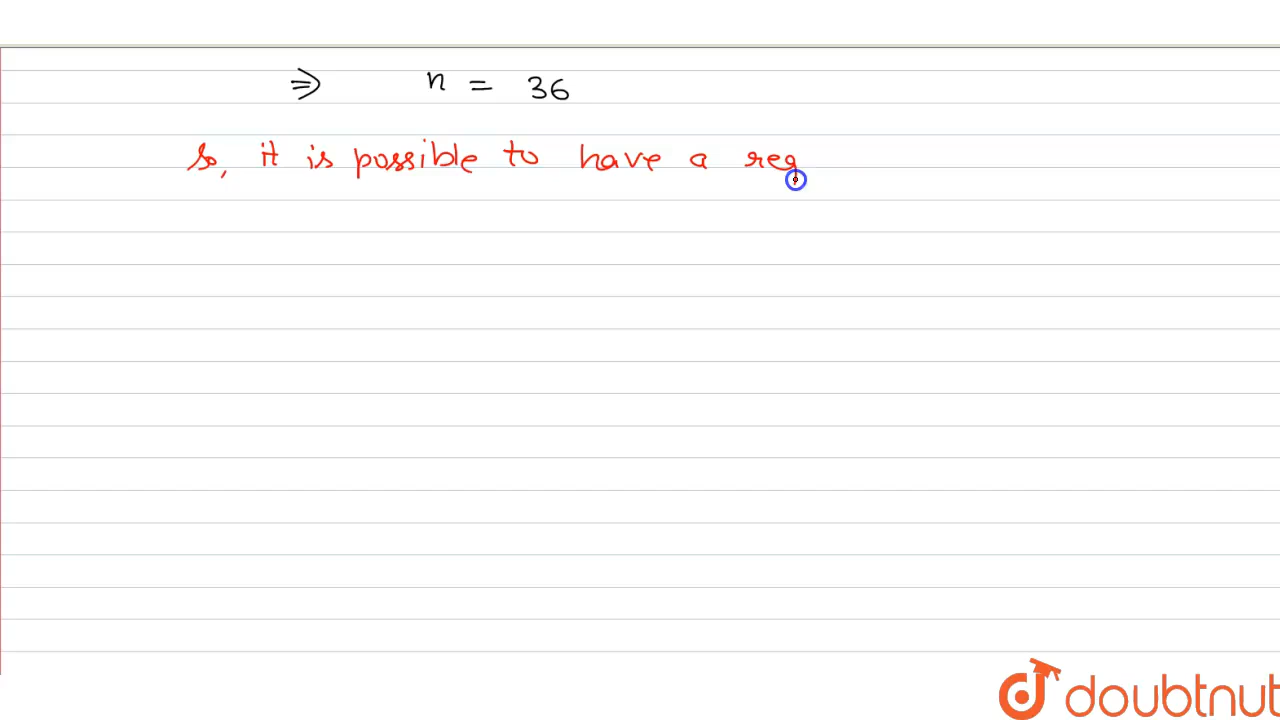 ⇒ n = 36
So, it is possible to have a reg
doubtnut